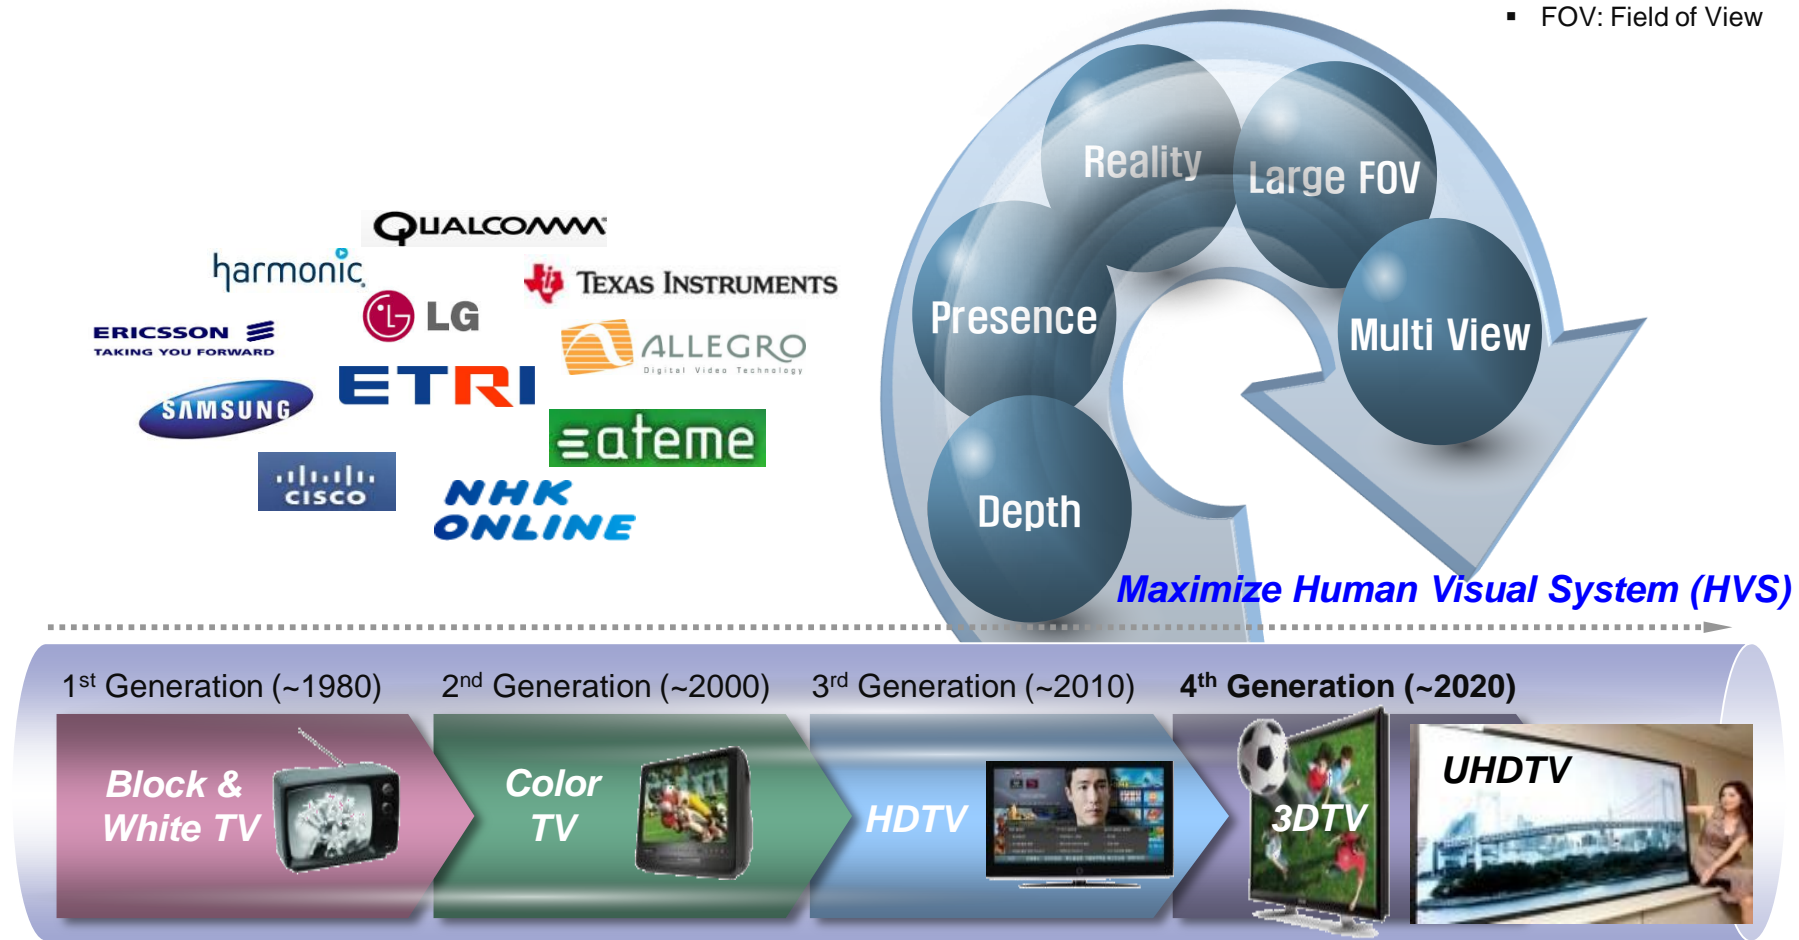 ▪ FOV: Field of View
Reality
Large FOV
Presence
Multi View
Depth
QUALCOMM
harmonic
TEXAS INSTRUMENTS
LG
ERICSSON
TAKING YOU FORWARD
ALLEGRO
Digital Video Technology
ETRI
SAMSUNG
ateme
CISCO
NHK
ONLINE
Maximize Human Visual System (HVS)
1st Generation (~1980)
2nd Generation (~2000)
3rd Generation (~2010)
4th Generation (~2020)
Block &
White TV
Color
TV
HDTV
3DTV
UHDTV